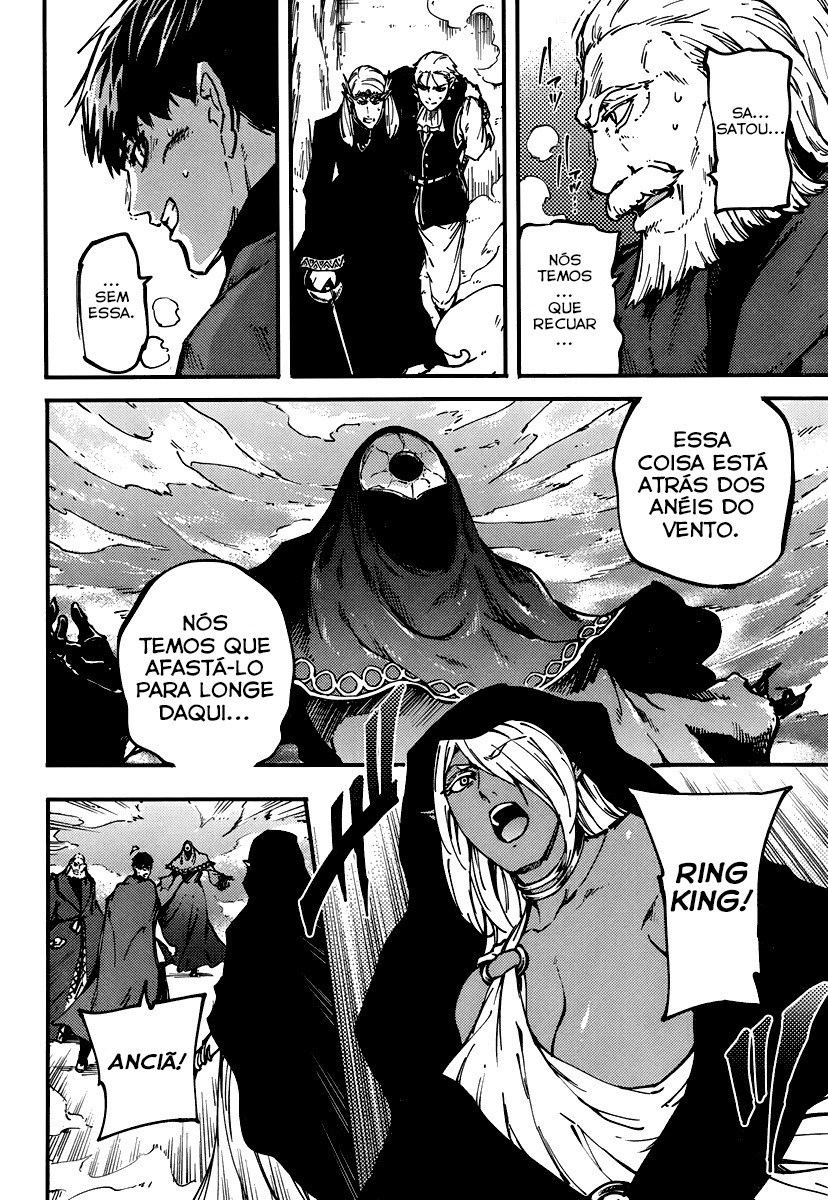 SA...
SATOU...
NÓS
TEMOS
...
QUE
RECUAR
...
...
SEM
ESSA.
ESSA
COISA ESTÁ
ATRÁS DOS
ANÉIS DO
VENTO.
NÓS
TEMOS QUE
AFASTÁ-LO
PARA LONGE
DAQUI...
RING
KING!
ANCIÃ!